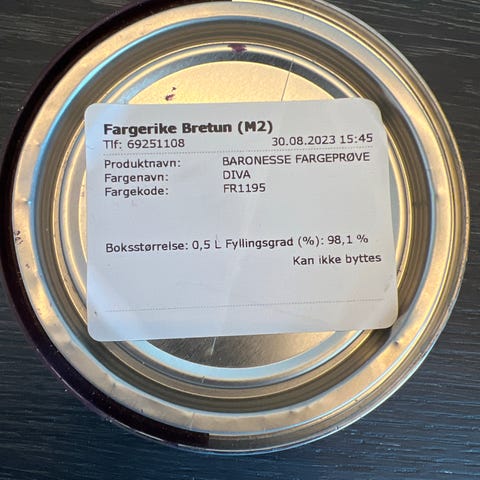 Fargerike Bretun (M2)
Tlf: 69251108 30.08.2023 15:45
Produktnavn: BARONESSE FARGEPRØVE
Fargenavn: DIVA
Fargekode: FR1195
Boksstørrelse: 0,5 L Fyllingsgrad (%): 98,1 %
Kan ikke byttes